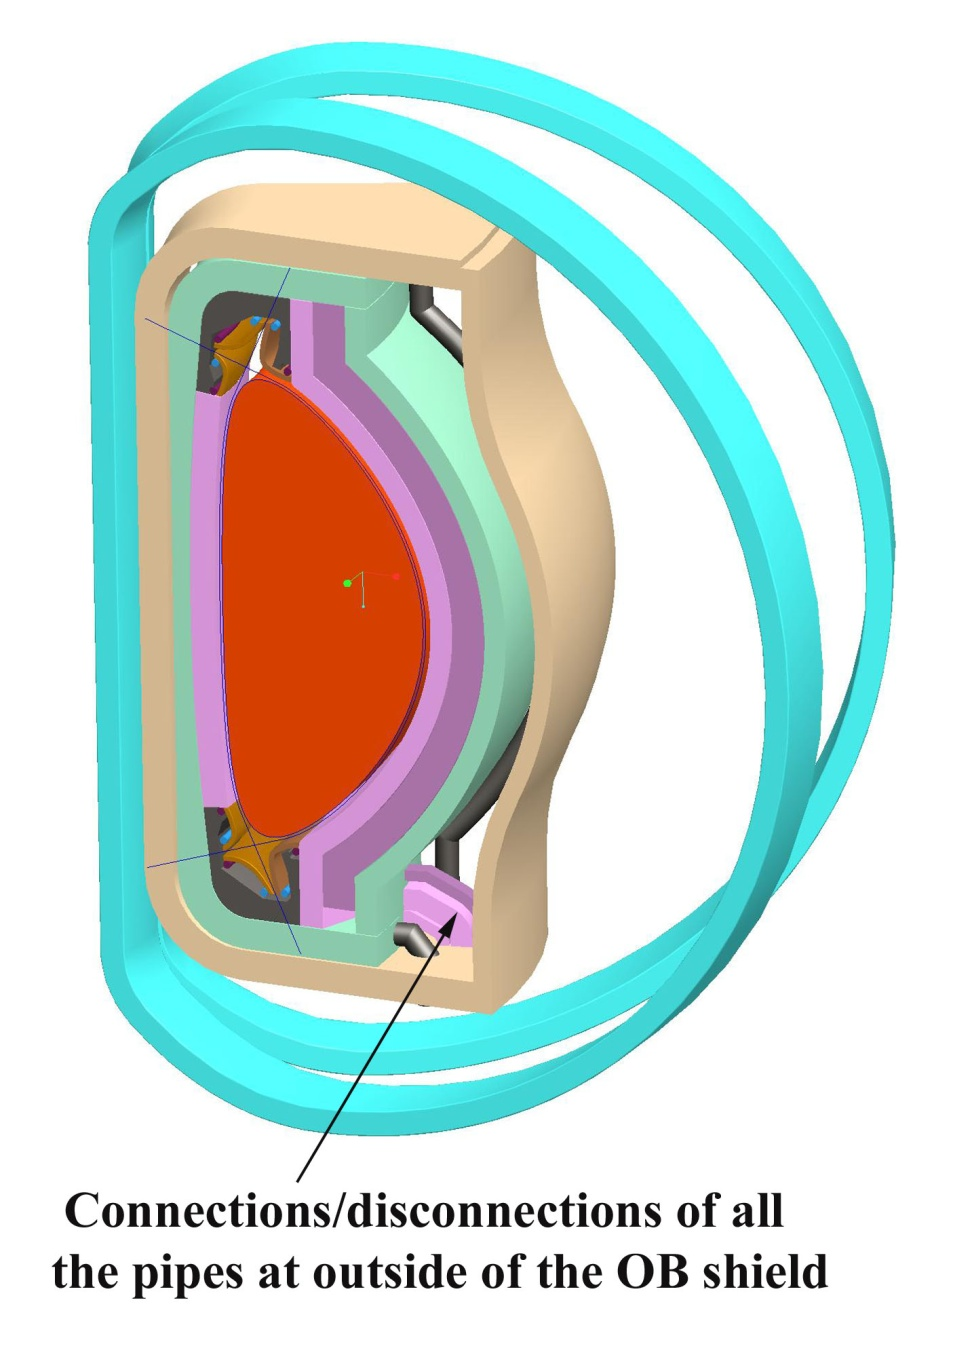 Connections/disconnections of all
the pipes at outside of the OB shield